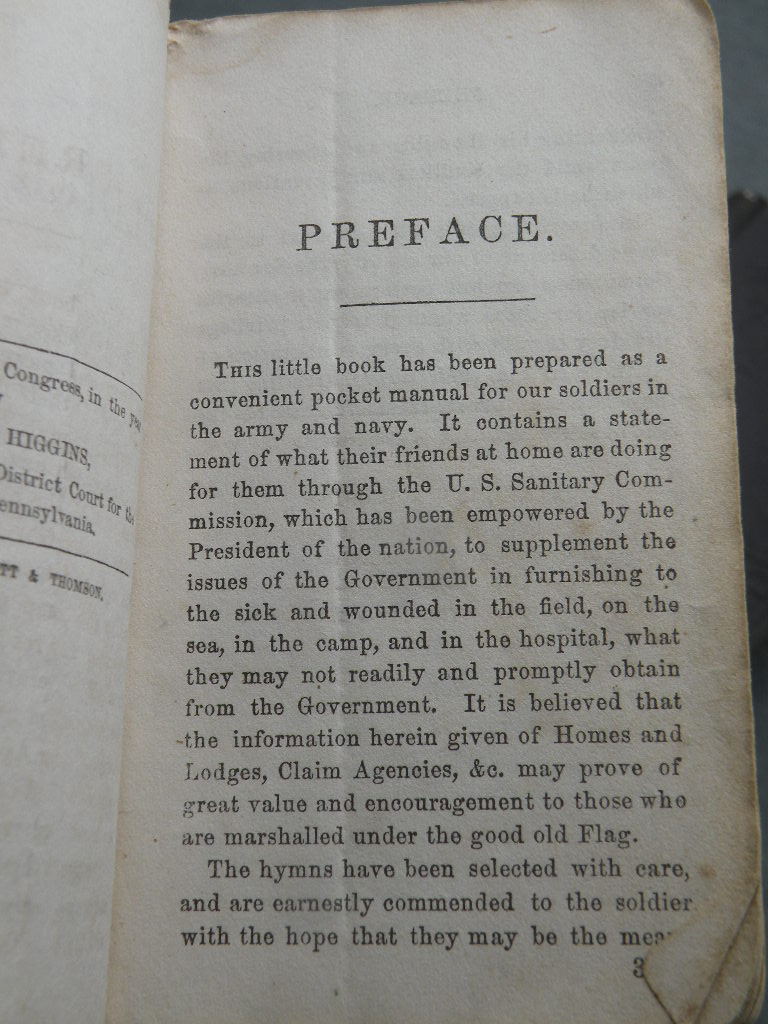 Congress, in the
HIGGINS,
District Court for the
ennsylvania.
TT & THOMSON.
PREFACE.
THIS little book has been prepared as a
convenient pocket manual for our soldiers in
the army and navy. It contains a state-
ment of what their friends at home are doing
for them through the U. S. Sanitary Com-
mission, which has been empowered by the
President of the nation, to supplement the
issues of the Government in furnishing to
the sick and wounded in the field, on the
sea, in the camp, and in the hospital, what
they may not readily and promptly obtain
from the Government. It is believed that
the information herein given of Homes and
Lodges, Claim Agencies, &c. may prove of
great value and encouragement to those who
are marshalled under the good old Flag.
The hymns have been selected with care,
and are earnestly commended to the soldier
with the hope that they may be the mea
3